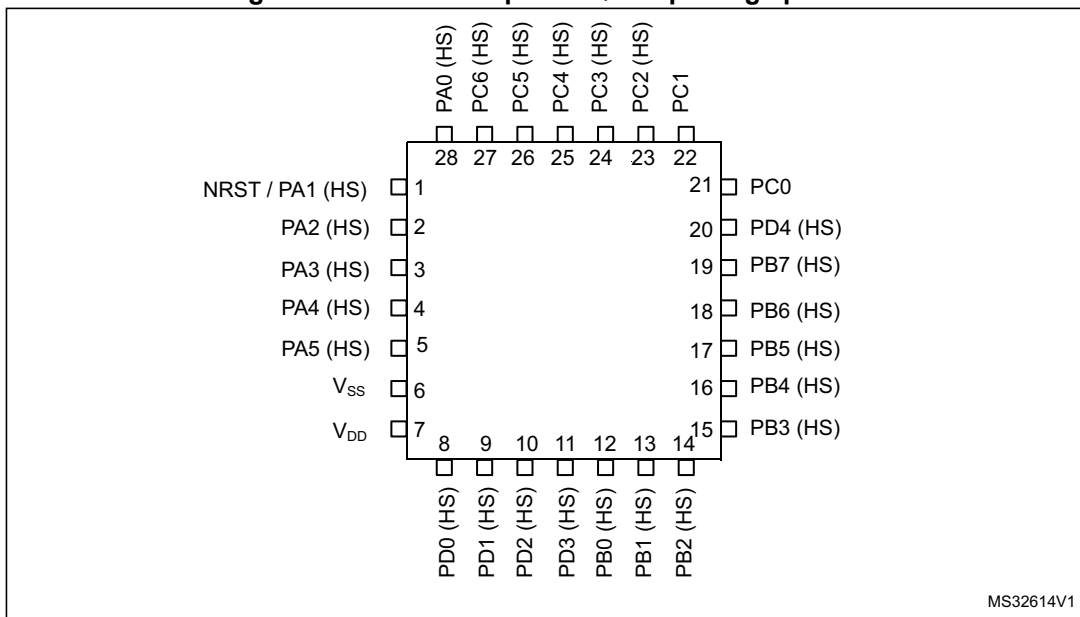 PA0 (HS)
PC6 (HS)
PC5 (HS)
PC4 (HS)
PC3 (HS)
PC2 (HS)
PC1
28 27 26 25 24 23 22
NRST / PA1 (HS) 1
PA2 (HS) 2
PA3 (HS) 3
PA4 (HS) 4
PA5 (HS) 5
VSS 6
VDD 7
21 PC0
20 PD4 (HS)
19 PB7 (HS)
18 PB6 (HS)
17 PB5 (HS)
16 PB4 (HS)
15 PB3 (HS)
8 9 10 11 12 13 14
PD0 (HS)
PD1 (HS)
PD2 (HS)
PD3 (HS)
PB0 (HS)
PB1 (HS)
PB2 (HS)
MS32614V1